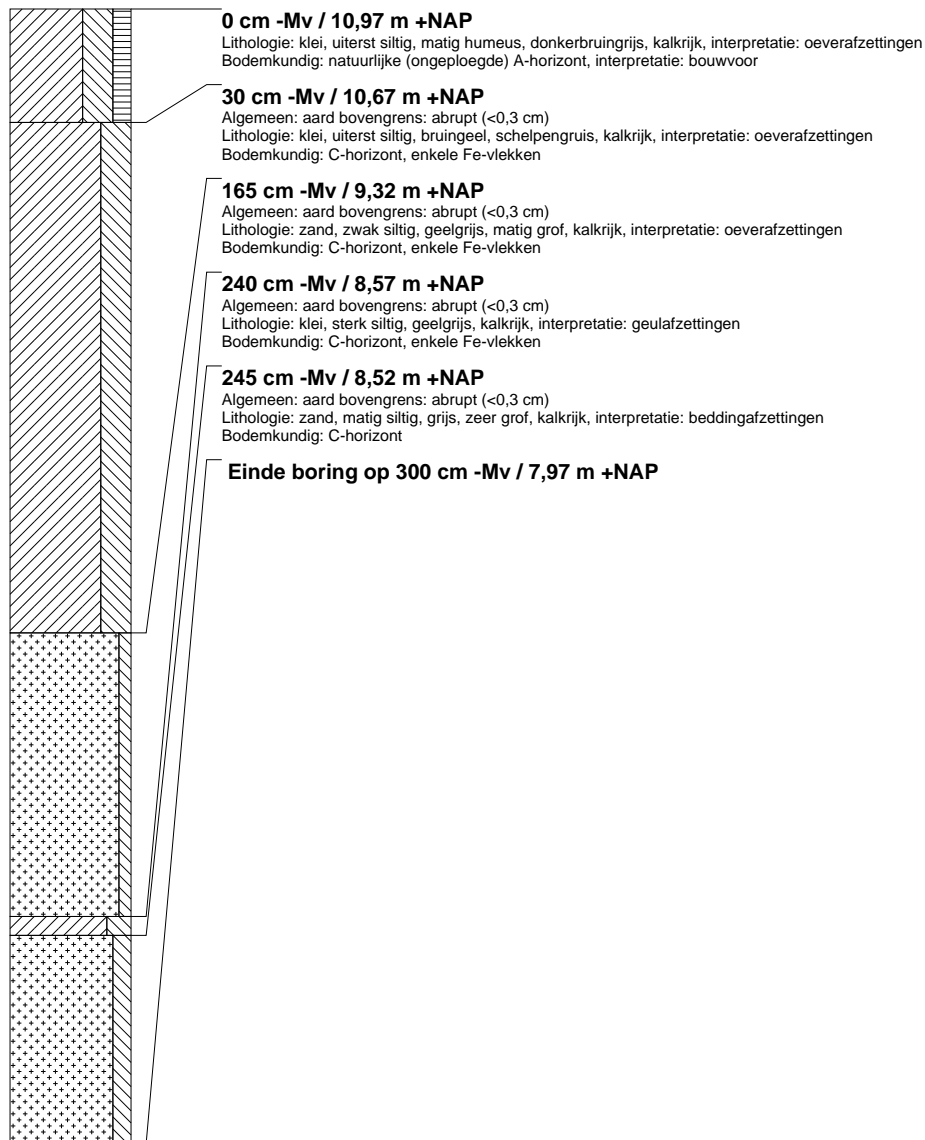 0 cm -Mv / 10,97 m +NAP
Lithologie: klei, uiterst siltig, matig humeus, donkerbruingrijs, kalkrijk, interpretatie: oeverafzettingen
Bodemkundig: natuurlijke (ongeploegde) A-horizont, interpretatie: bouwvoor
30 cm -Mv / 10,67 m +NAP
Algemeen: aard bovengrens: abrupt (<0,3 cm)
Lithologie: klei, uiterst siltig, bruingeel, schelpengruis, kalkrijk, interpretatie: oeverafzettingen
Bodemkundig: C-horizont, enkele Fe-vlekken
165 cm -Mv / 9,32 m +NAP
Algemeen: aard bovengrens: abrupt (<0,3 cm)
Lithologie: zand, zwak siltig, geelgrijs, matig grof, kalkrijk, interpretatie: oeverafzettingen
Bodemkundig: C-horizont, enkele Fe-vlekken
240 cm -Mv / 8,57 m +NAP
Algemeen: aard bovengrens: abrupt (<0,3 cm)
Lithologie: klei, sterk siltig, geelgrijs, kalkrijk, interpretatie: geulafzettingen
Bodemkundig: C-horizont, enkele Fe-vlekken
245 cm -Mv / 8,52 m +NAP
Algemeen: aard bovengrens: abrupt (<0,3 cm)
Lithologie: zand, matig siltig, grijs, zeer grof, kalkrijk, interpretatie: beddingafzettingen
Bodemkundig: C-horizont
Einde boring op 300 cm -Mv / 7,97 m +NAP